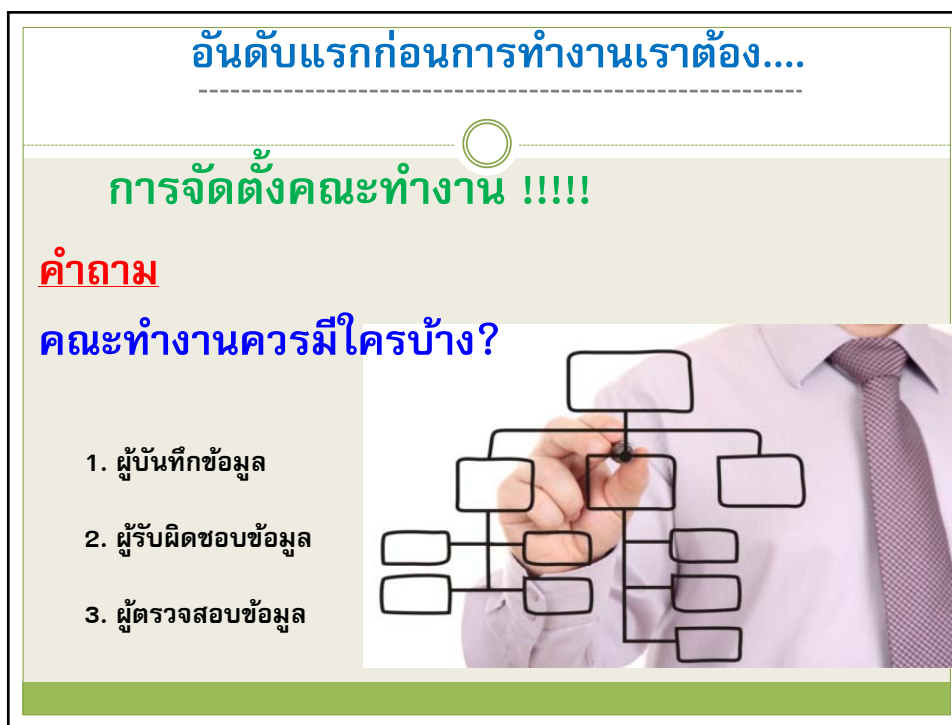 อันดับแรกก่อนการทำงานเราต้อง....
การจัดตั้งคณะทำงาน !!!!!
คำถาม
คณะทำงานควรมีใครบ้าง?
1. ผู้บันทึกข้อมูล
2. ผู้รับผิดชอบข้อมูล
3. ผู้ตรวจสอบข้อมูล